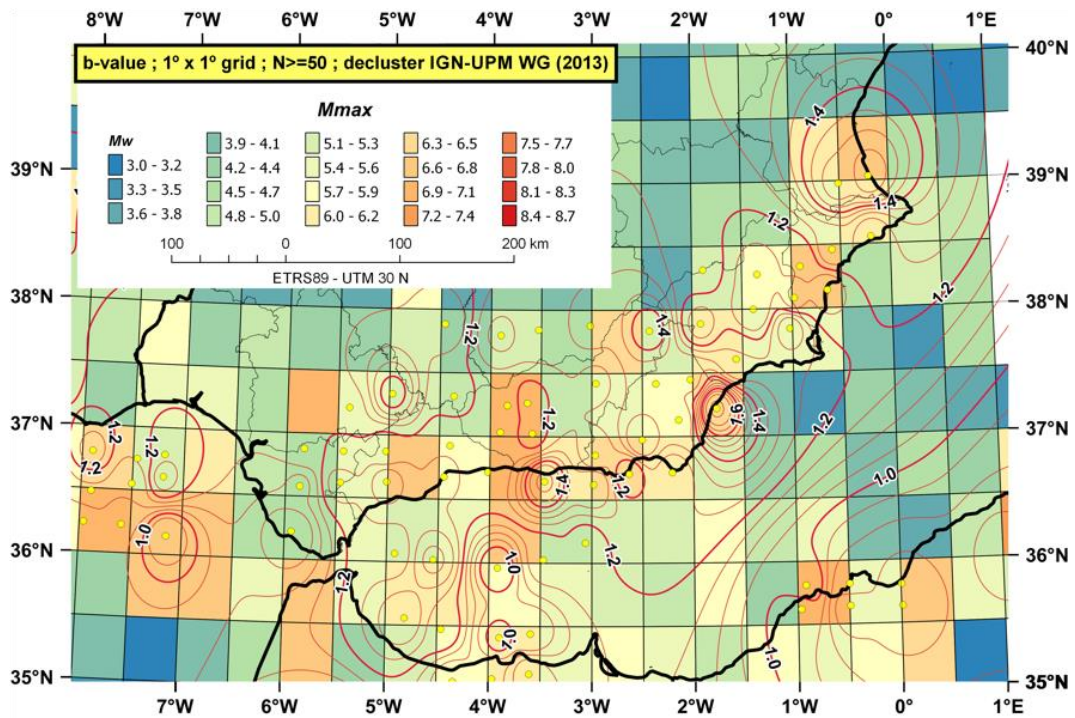 8°W 7°W 6°W 5°W 4°W 3°W 2°W 1°W 0° 1°E
b-value ; 1º x 1º grid ; N>=50 ; decluster IGN-UPM WG (2013)
40°N
Mmax
Mw
3.0 - 3.2
3.3 - 3.5
3.6 - 3.8
3.9 - 4.1
4.2 - 4.4
4.5 - 4.7
4.8 - 5.0
5.1 - 5.3
5.4 - 5.6
5.7 - 5.9
6.0 - 6.2
6.3 - 6.5
6.6 - 6.8
6.9 - 7.1
7.2 - 7.4
7.5 - 7.7
7.8 - 8.0
8.1 - 8.3
8.4 - 8.7
100 0 100 200 km
ETRS89 - UTM 30 N
1.4
39°N 39°N
1.4
1.2
1.2
38°N 38°N
1.2
1.4
1.6
1.4
1.2
37°N 37°N
1.2
1.2
1.2
1.2
1.4
1.2
1.0
1.0
36°N 36°N
1.0
1.2
1.2
1.0
35°N 35°N
7°W 6°W 5°W 4°W 3°W 2°W 1°W 0° 1°E